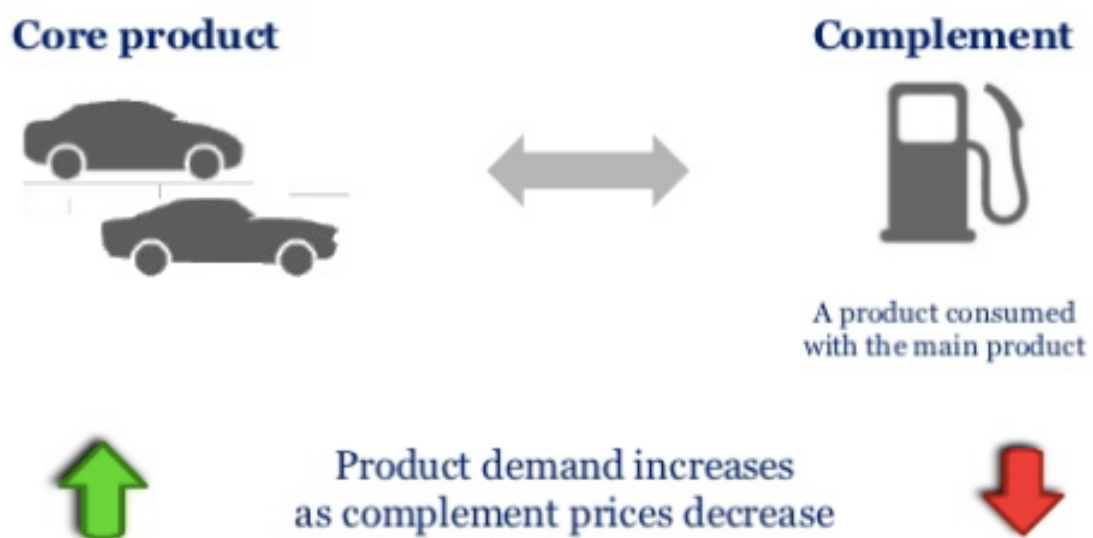 Core product
Complement
A product consumed
with the main product
Product demand increases
as complement prices decrease